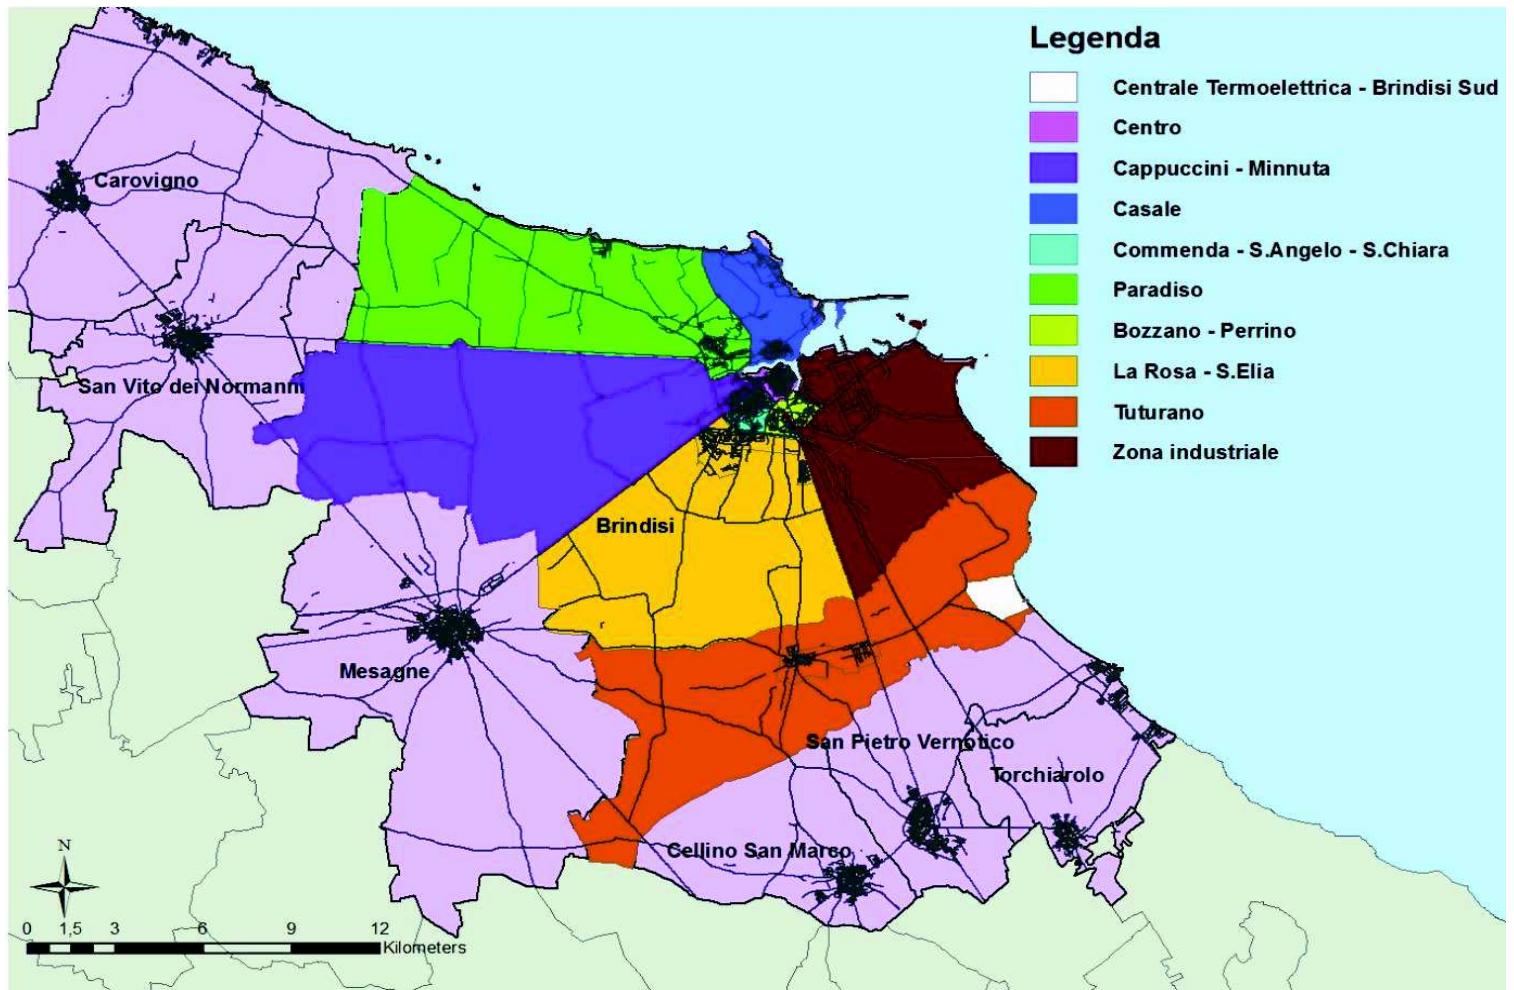 Legenda
Centrale Termoelettrica - Brindisi Sud
Centro
Cappuccini - Minnuta
Casale
Commenda - S.Angelo - S.Chiara
Paradiso
Bozzano - Perrino
La Rosa - S.Elia
Tuturano
Zona industriale
Carovigno
San Vito dei Normanni
Brindisi
Mesagne
San Pietro Vernotico
Torchiarolo
Cellino San Marco
N
0 1,5 3 6 9 12
Kilometers